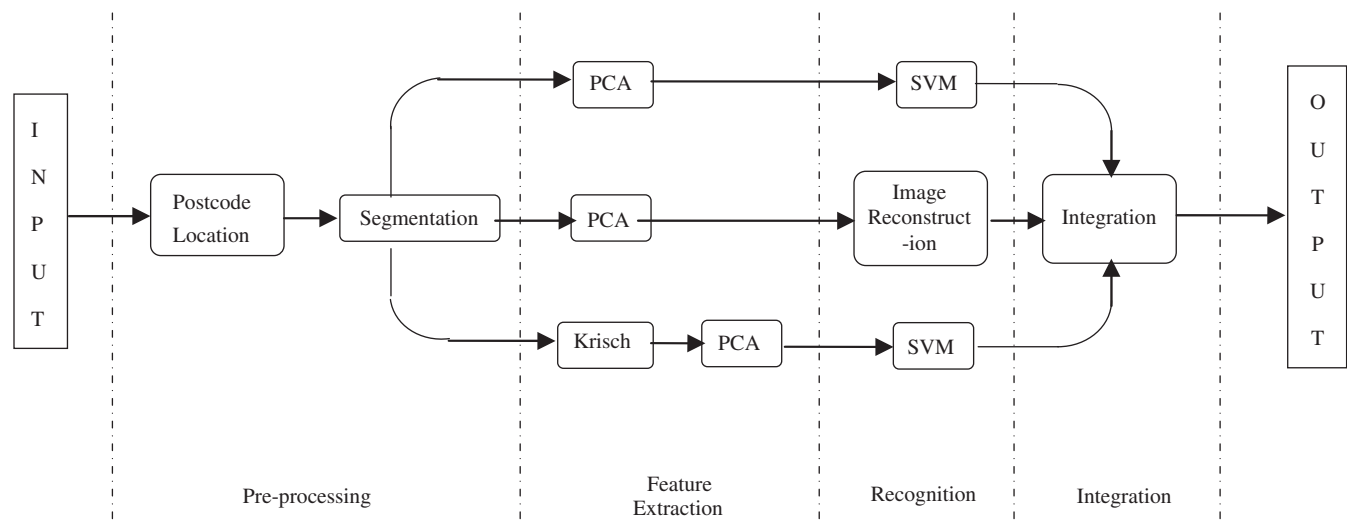 I
N
P
U
T
Postcode
Location
Segmentation
PCA
SVM
PCA
Image
Reconstruct
-ion
Krisch
PCA
SVM
Integration
O
U
T
P
U
T
Pre-processing
Feature
Extraction
Recognition
Integration